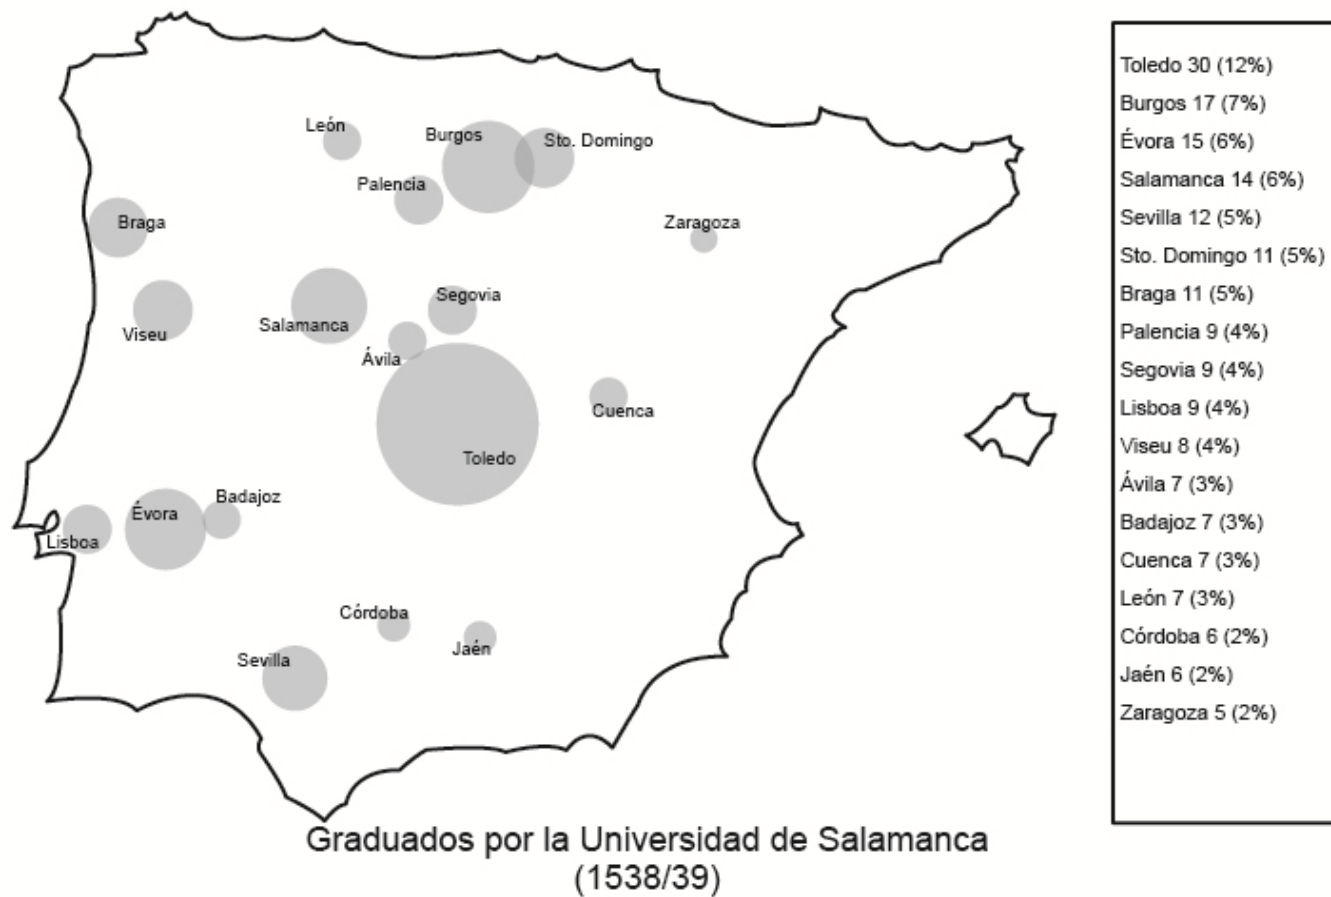 León
Burgos
Sto. Domingo
Palencia
Braga
Zaragoza
Viseu
Salamanca
Segovia
Ávila
Cuenca
Toledo
Badajoz
Évora
Lisboa
Córdoba
Jaén
Sevilla
Toledo 30 (12%)
Burgos 17 (7%)
Évora 15 (6%)
Salamanca 14 (6%)
Sevilla 12 (5%)
Sto. Domingo 11 (5%)
Braga 11 (5%)
Palencia 9 (4%)
Segovia 9 (4%)
Lisboa 9 (4%)
Viseu 8 (4%)
Ávila 7 (3%)
Badajoz 7 (3%)
Cuenca 7 (3%)
León 7 (3%)
Córdoba 6 (2%)
Jaén 6 (2%)
Zaragoza 5 (2%)
Graduados por la Universidad de Salamanca
(1538/39)